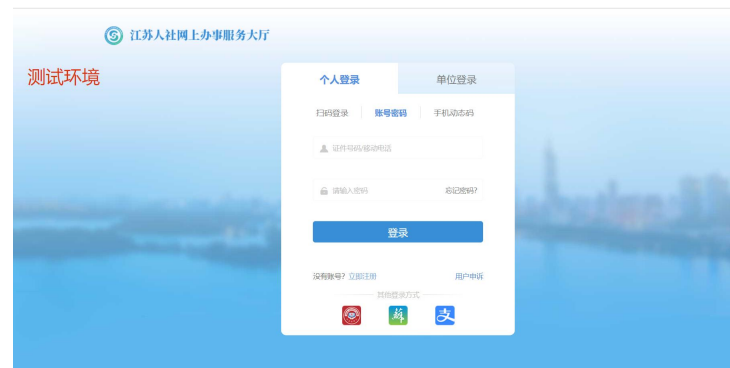 江苏人社网上办事服务大厅
测试环境
个人登录 单位登录
扫码登录 账号密码 手机动态码
证件号码/移动电话
请输入密码 忘记密码?
登录
没有账号? 立即注册 用户申诉
其他登录方式
苏
支